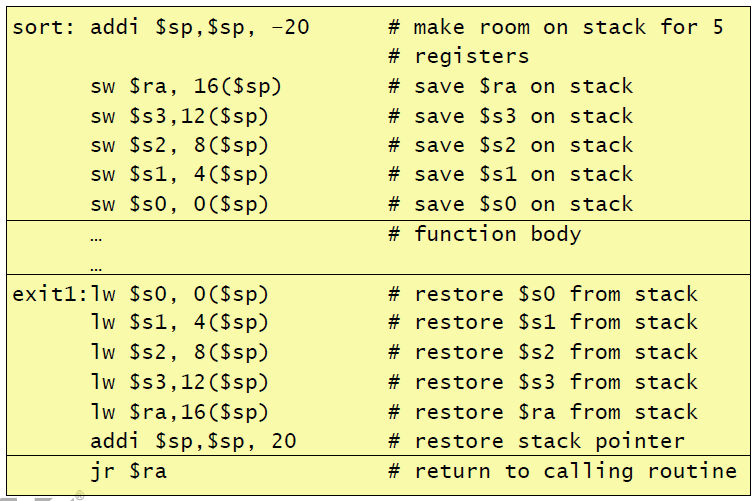 sort: addi $sp,$sp, -20 # make room on stack for 5
# registers
sw $ra, 16($sp) # save $ra on stack
sw $s3,12($sp) # save $s3 on stack
sw $s2, 8($sp) # save $s2 on stack
sw $s1, 4($sp) # save $s1 on stack
sw $s0, 0($sp) # save $s0 on stack
… # function body
…
exit1:lw $s0, 0($sp) # restore $s0 from stack
lw $s1, 4($sp) # restore $s1 from stack
lw $s2, 8($sp) # restore $s2 from stack
lw $s3,12($sp) # restore $s3 from stack
lw $ra,16($sp) # restore $ra from stack
addi $sp,$sp, 20 # restore stack pointer
jr $ra # return to calling routine